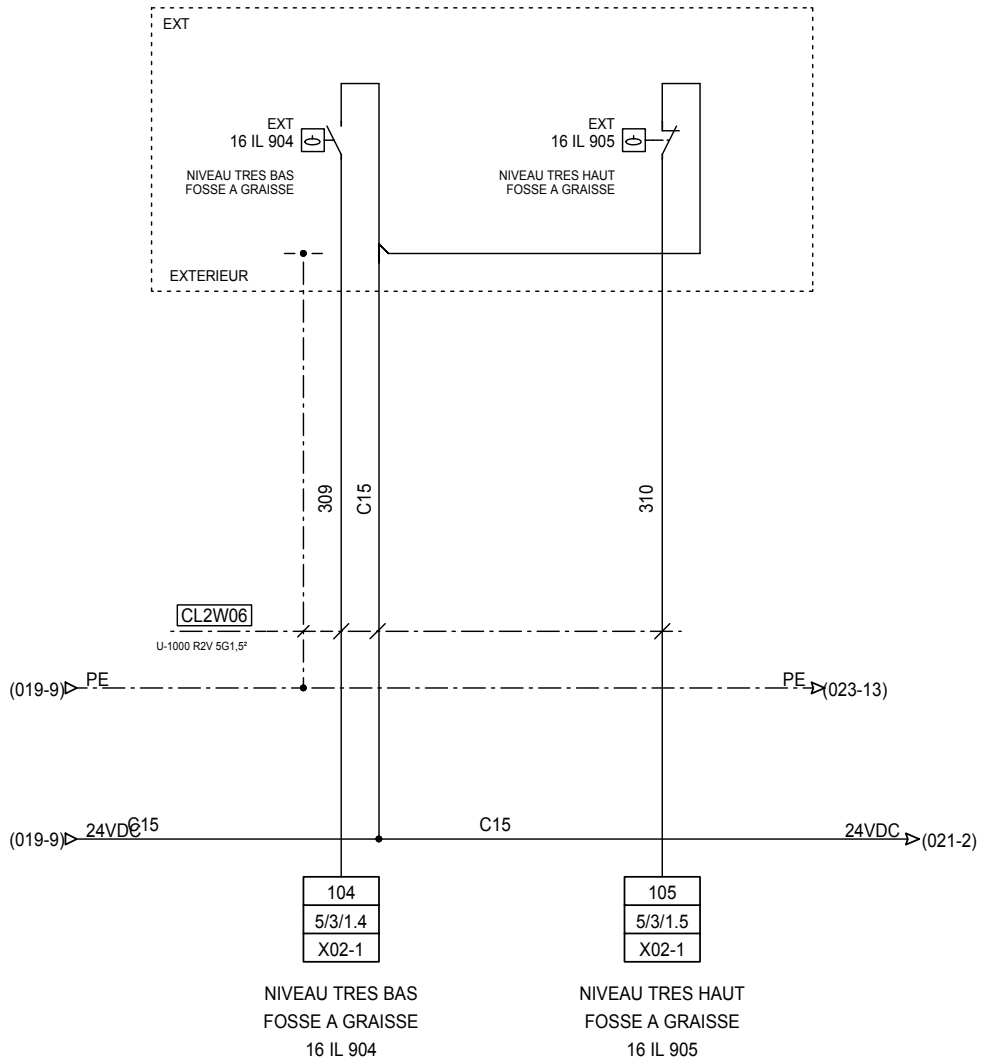 EXT
EXT
16 IL 904
NIVEAU TRES BAS
FOSSE A GRAISSE
EXT
16 IL 905
NIVEAU TRES HAUT
FOSSE A GRAISSE
EXTERIEUR
309
C15
310
CL2W06
U-1000 R2V 5G1,5²
(019-9)
PE
PE
(023-13)
(019-9)
24VDC
C15
C15
24VDC
(021-2)
104
5/3/1.4
X02-1
105
5/3/1.5
X02-1
NIVEAU TRES BAS
FOSSE A GRAISSE
16 IL 904
NIVEAU TRES HAUT
FOSSE A GRAISSE
16 IL 905